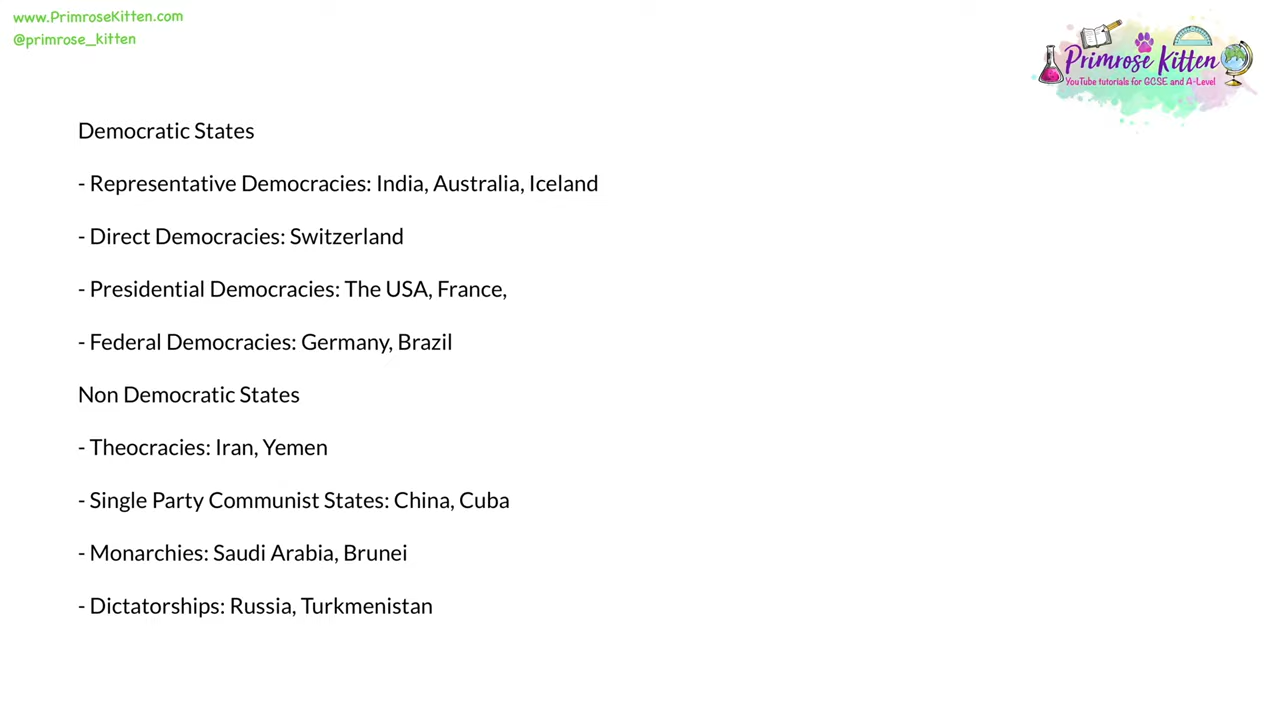 www.PrimroseKitten.com
@primrose_kitten
Primrose Kitten
YouTube tutorials for GCSE and A-Level
Democratic States
- Representative Democracies: India, Australia, Iceland
- Direct Democracies: Switzerland
- Presidential Democracies: The USA, France,
- Federal Democracies: Germany, Brazil
Non Democratic States
- Theocracies: Iran, Yemen
- Single Party Communist States: China, Cuba
- Monarchies: Saudi Arabia, Brunei
- Dictatorships: Russia, Turkmenistan